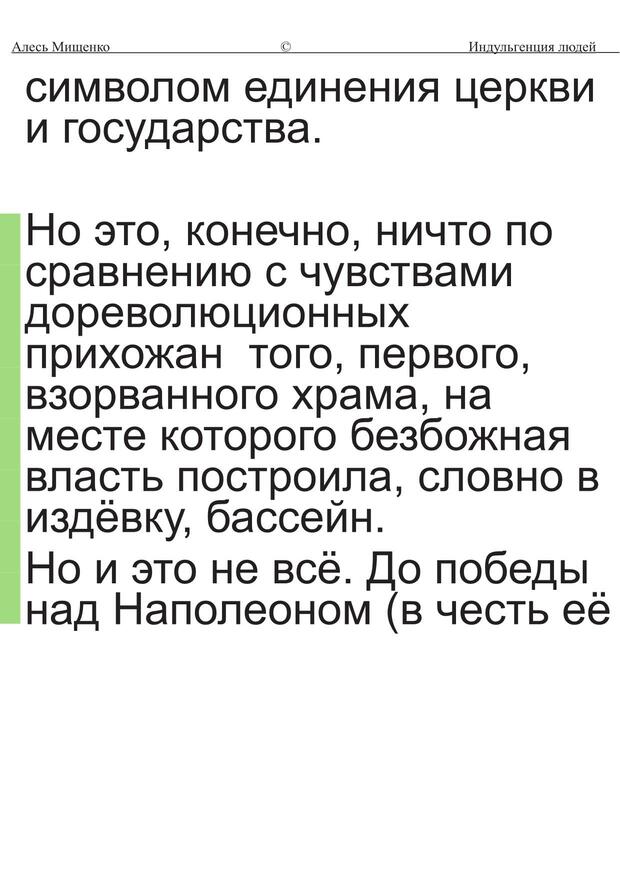 Алесь Мищенко © Индульгенция людей
символом единения церкви
и государства.
Но это, конечно, ничто по
сравнению с чувствами
дореволюционных
прихожан  того, первого,
взорванного храма, на
месте которого безбожная
власть построила, словно в
издёвку, бассейн.
Но и это не всё. До победы
над Наполеоном (в честь её